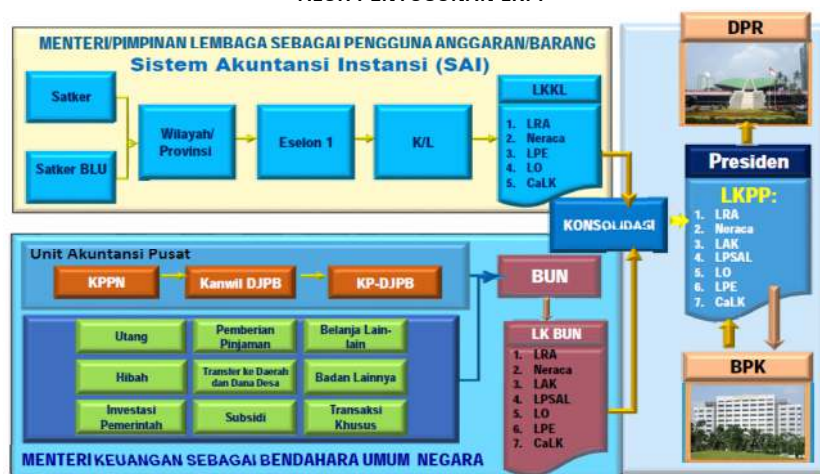 DPR
MENTERI/PIMPINAN LEMBAGA SEBAGAI PENGGUNA ANGGARAN/BARANG
Sistem Akuntansi Instansi (SAI)
Satker
Satker BLU
Wilayah/
Provinsi
Eselon 1
K/L
LKKL
1. LRA
2. Neraca
3. LPE
4. LO
5. CaLK
KONSOLIDASI
Presiden
LKPP:
1. LRA
2. Neraca
3. LAK
4. LPSAL
5. LO
6. LPE
7. CaLK
BPK
Unit Akuntansi Pusat
KPPN
Kanwil DJPB
KP-DJPB
BUN
Utang
Pemberian
Pinjaman
Belanja Lain-
lain
Hibah
Transfer ke Daerah
dan Dana Desa
Badan Lainnya
Investasi
Pemerintah
Subsidi
Transaksi
Khusus
LK BUN
1. LRA
2. Neraca
3. LAK
4. LPSAL
5. LO
6. LPE
7. CaLK
MENTERI KEUANGAN SEBAGAI BENDAHARA UMUM NEGARA